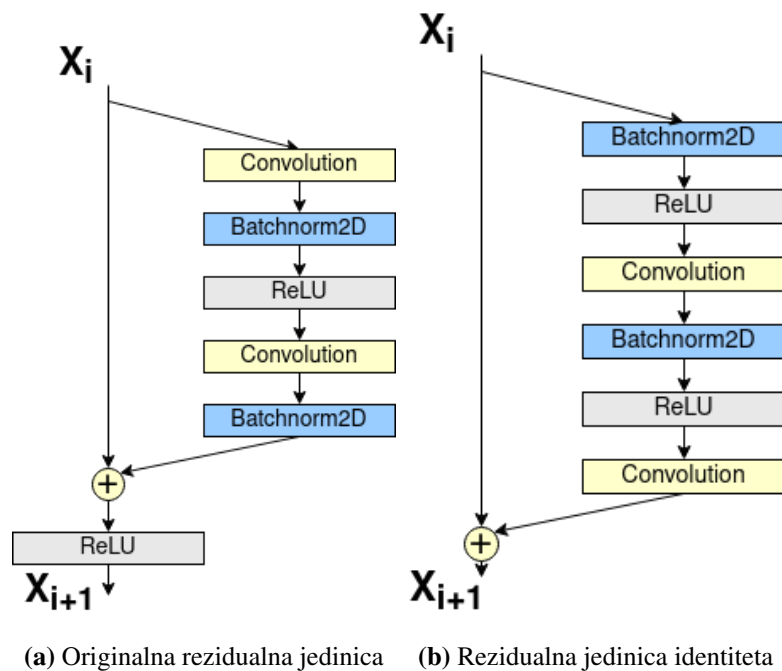 Xi
Convolution
Batchnorm2D
ReLU
Convolution
Batchnorm2D
+
ReLU
Xi+1
(a) Originalna rezidualna jedinica
Xi
Batchnorm2D
ReLU
Convolution
Batchnorm2D
ReLU
Convolution
+
Xi+1
(b) Rezidualna jedinica identiteta